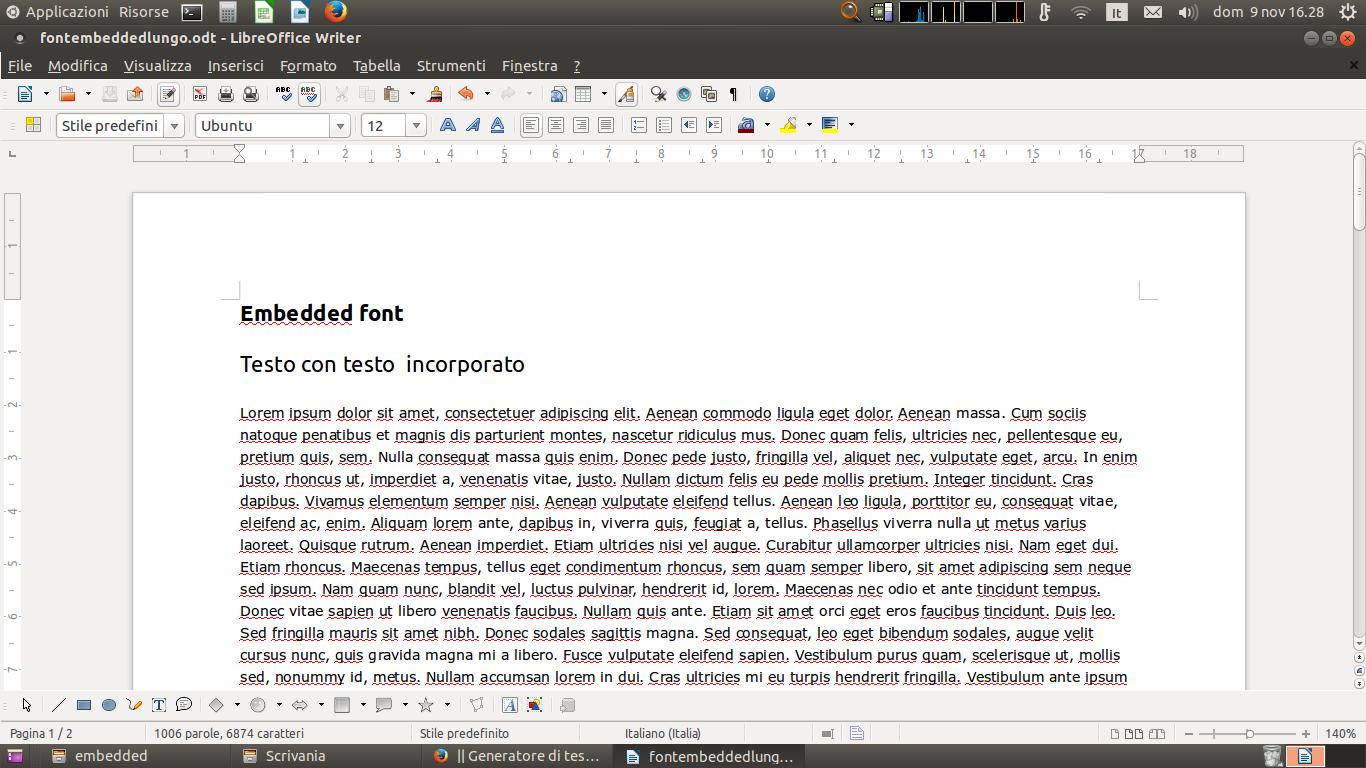 Applicazioni Risorse It dom 9 nov 16.28
fontembeddedlungo.odt - LibreOffice Writer
File Modifica Visualizza Inserisci Formato Tabella Strumenti Finestra ?
PDF ABC ABC
Stile predefini Ubuntu 12
1 1 2 3 4 5 6 7 8 9 10 11 12 13 14 15 16 17 18
1
1
2
3
4
5
6
7
Embedded font
Testo con testo  incorporato
Lorem ipsum dolor sit amet, consectetuer adipiscing elit. Aenean commodo ligula eget dolor. Aenean massa. Cum sociis
natoque penatibus et magnis dis parturient montes, nascetur ridiculus mus. Donec quam felis, ultricies nec, pellentesque eu,
pretium quis, sem. Nulla consequat massa quis enim. Donec pede justo, fringilla vel, aliquet nec, vulputate eget, arcu. In enim
justo, rhoncus ut, imperdiet a, venenatis vitae, justo. Nullam dictum felis eu pede mollis pretium. Integer tincidunt. Cras
dapibus. Vivamus elementum semper nisi. Aenean vulputate eleifend tellus. Aenean leo ligula, porttitor eu, consequat vitae,
eleifend ac, enim. Aliquam lorem ante, dapibus in, viverra quis, feugiat a, tellus. Phasellus viverra nulla ut metus varius
laoreet. Quisque rutrum. Aenean imperdiet. Etiam ultricies nisi vel augue. Curabitur ullamcorper ultricies nisi. Nam eget dui.
Etiam rhoncus. Maecenas tempus, tellus eget condimentum rhoncus, sem quam semper libero, sit amet adipiscing sem neque
sed ipsum. Nam quam nunc, blandit vel, luctus pulvinar, hendrerit id, lorem. Maecenas nec odio et ante tincidunt tempus.
Donec vitae sapien ut libero venenatis faucibus. Nullam quis ante. Etiam sit amet orci eget eros faucibus tincidunt. Duis leo.
Sed fringilla mauris sit amet nibh. Donec sodales sagittis magna. Sed consequat, leo eget bibendum sodales, augue velit
cursus nunc, quis gravida magna mi a libero. Fusce vulputate eleifend sapien. Vestibulum purus quam, scelerisque ut, mollis
sed, nonummy id, metus. Nullam accumsan lorem in dui. Cras ultricies mi eu turpis hendrerit fringilla. Vestibulum ante ipsum
Pagina 1 / 2 1006 parole, 6874 caratteri Stile predefinito Italiano (Italia) 140%
embedded Scrivania || Generatore di tes... fontembeddedlungo....